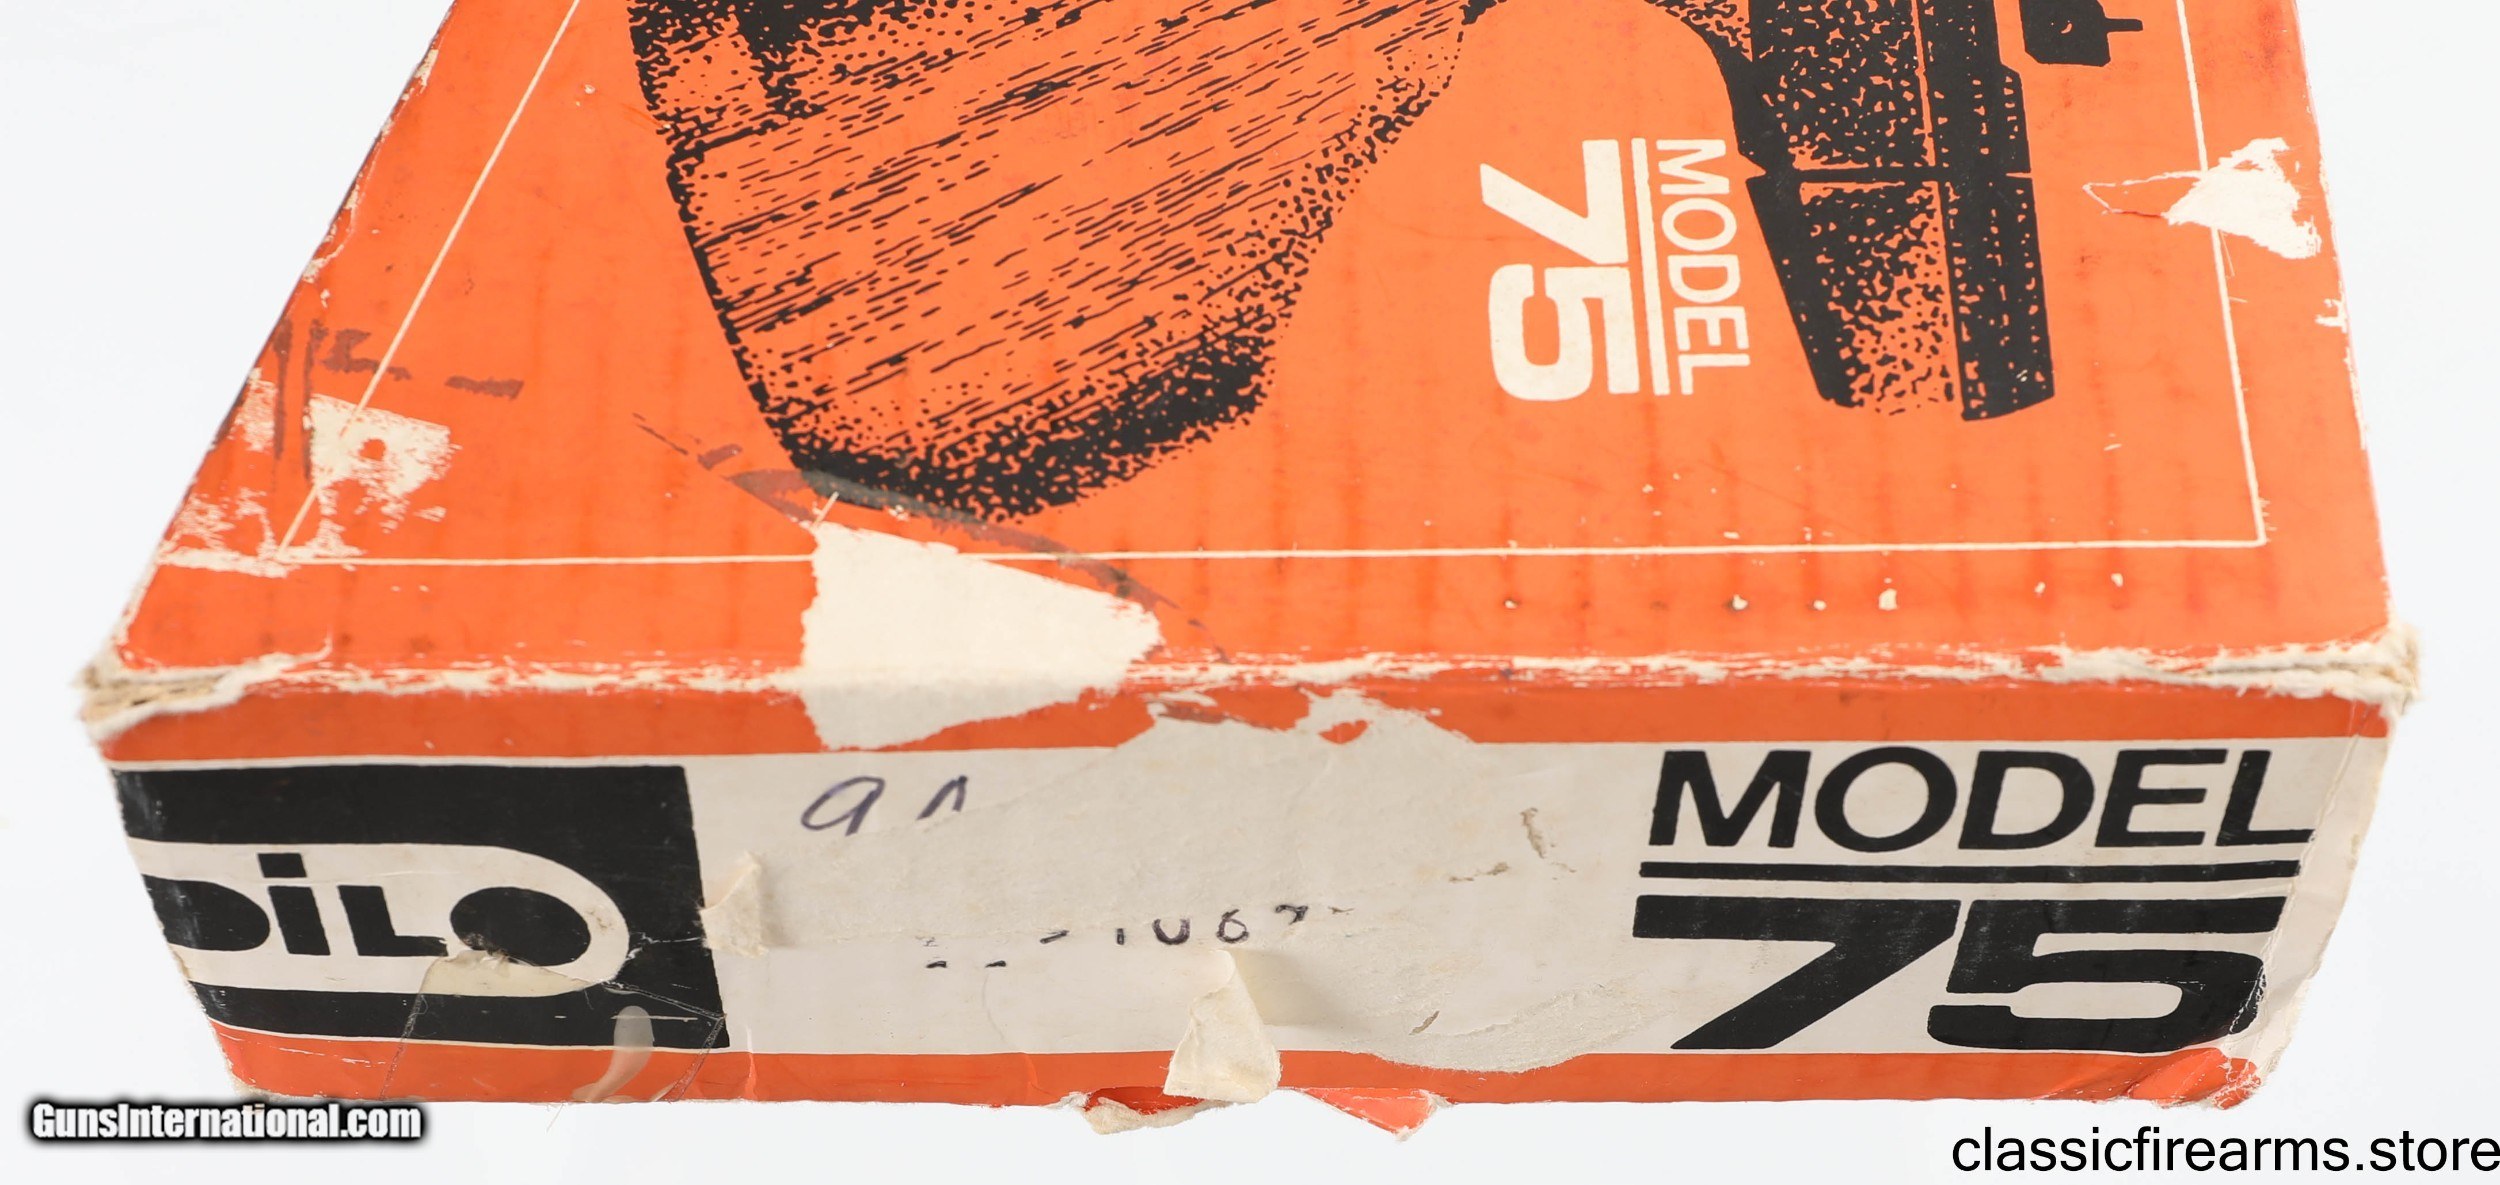 MODEL
75
MODEL
75
DiLO
GunsInternational.com
classicfirearms.store